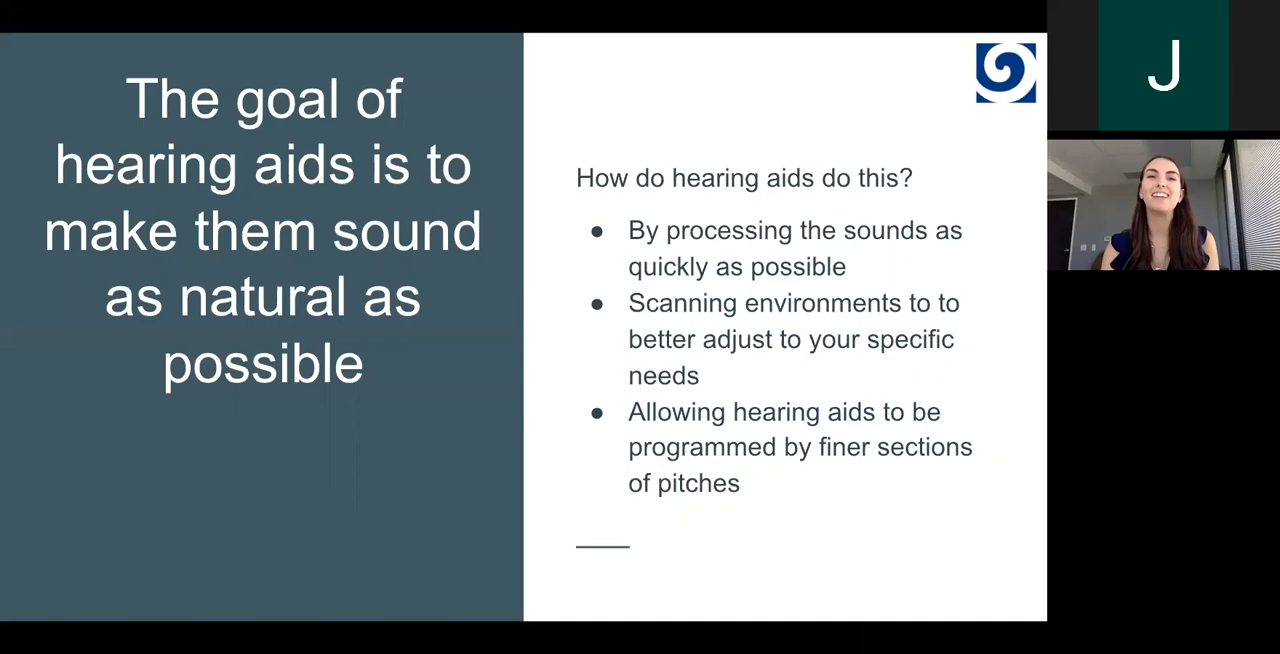 The goal of
hearing aids is to
make them sound
as natural as
possible
How do hearing aids do this?
● By processing the sounds as
quickly as possible
● Scanning environments to to
better adjust to your specific
needs
● Allowing hearing aids to be
programmed by finer sections
of pitches
J